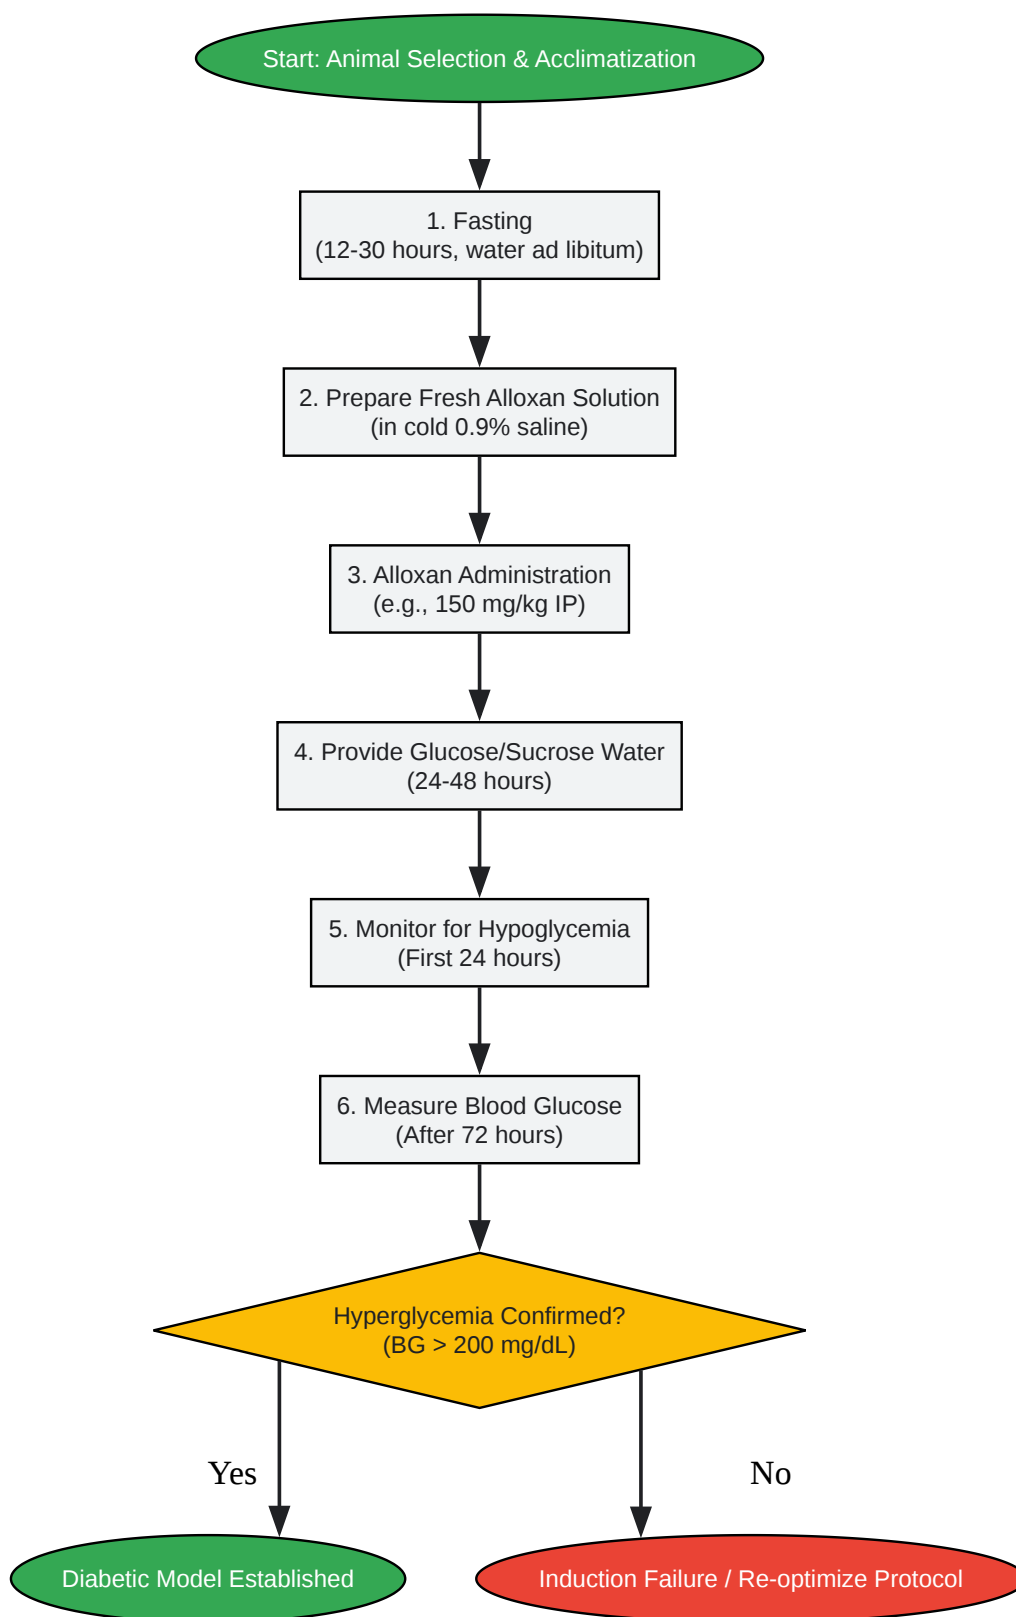 Start: Animal Selection & Acclimatization
1. Fasting
(12-30 hours, water ad libitum)
2. Prepare Fresh Alloxan Solution
(in cold 0.9% saline)
3. Alloxan Administration
(e.g., 150 mg/kg IP)
4. Provide Glucose/Sucrose Water
(24-48 hours)
5. Monitor for Hypoglycemia
(First 24 hours)
6. Measure Blood Glucose
(After 72 hours)
Hyperglycemia Confirmed?
(BG > 200 mg/dL)
Yes
No
Diabetic Model Established
Induction Failure / Re-optimize Protocol